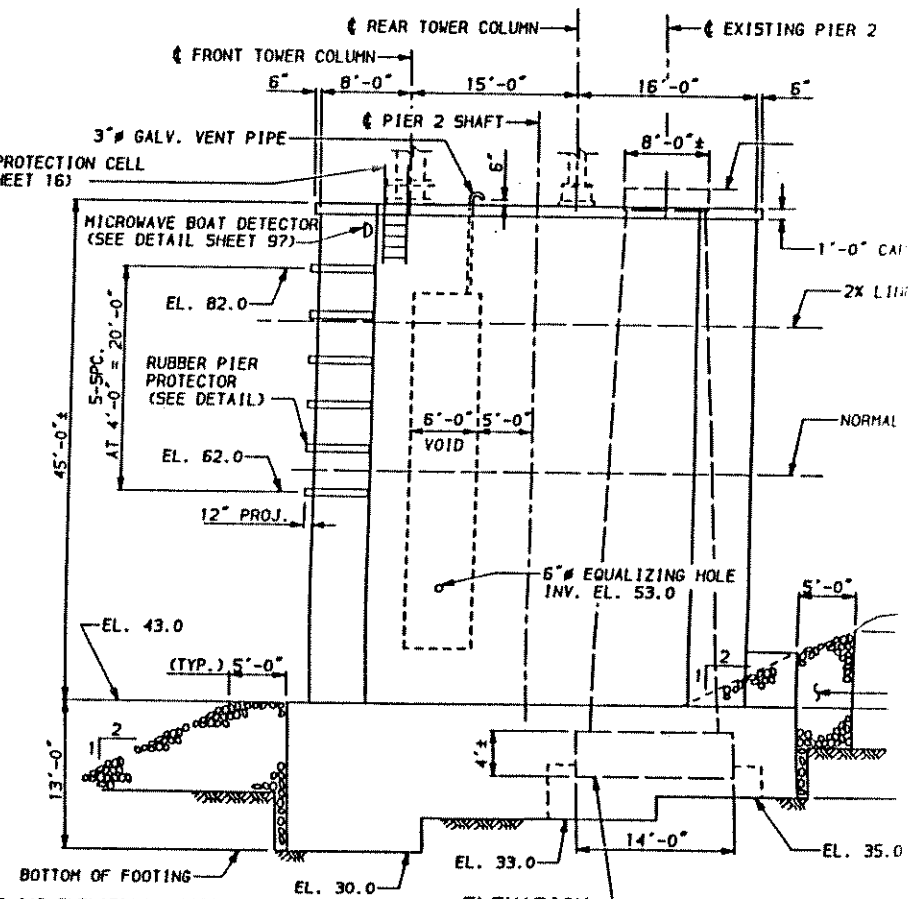 ℄ REAR TOWER COLUMN
℄ EXISTING PIER 2
℄ FRONT TOWER COLUMN
6" 8'-0" 15'-0" 16'-0" 6"
℄ PIER 2 SHAFT
8'-0"±
3"ø GALV. VENT PIPE
6"
PROTECTION CELL
SHEET 16)
MICROWAVE BOAT DETECTOR
(SEE DETAIL SHEET 97)
1'-0"
EL. 82.0
2%
5-SPC.
AT 4'-0" = 20'-0"
RUBBER PIER
PROTECTOR
(SEE DETAIL)
6'-0" 5'-0"
VOID
NORMAL
45'-0"±
EL. 62.0
12" PROJ.
6"ø EQUALIZING HOLE
INV. EL. 53.0
5'-0"
EL. 43.0
(TYP.) 5'-0"
1 2
1 2
4'±
13'-0"
14'-0"
BOTTOM OF FOOTING
EL. 30.0
EL. 33.0
EL. 35.0